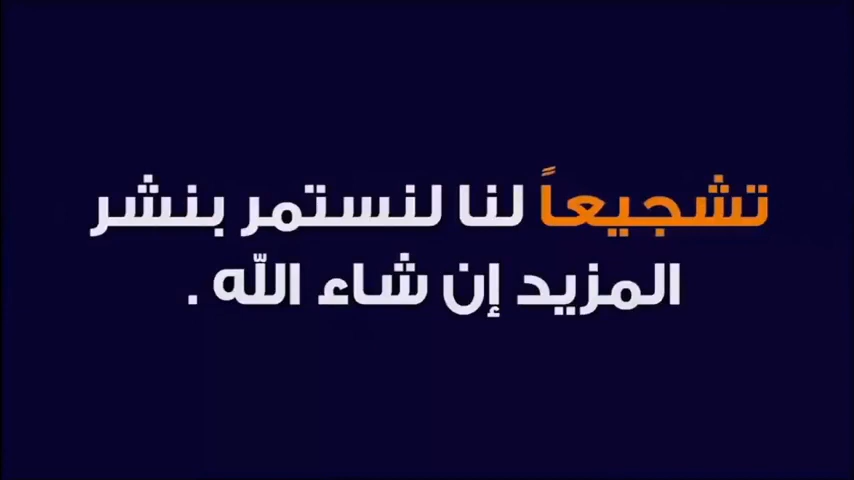 تشجيعاً لنا لنستمر بنشر
المزيد إن شاء الله .